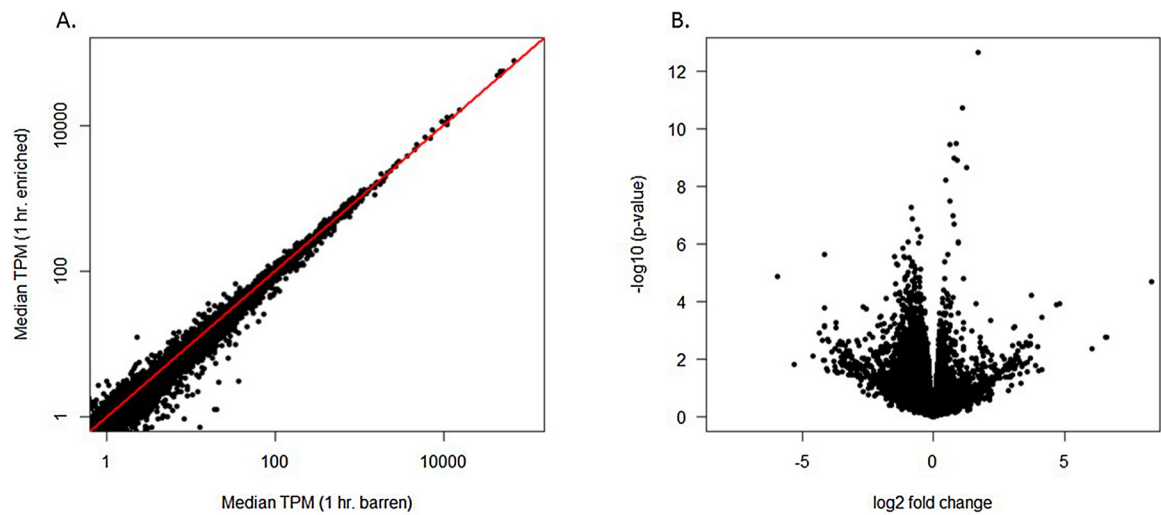 A.
Median TPM (1 hr. enriched)
10000
100
1
1
100
10000
Median TPM (1 hr. barren)
B.
-log10 (p-value)
12
10
8
6
4
2
0
-5
0
5
log2 fold change